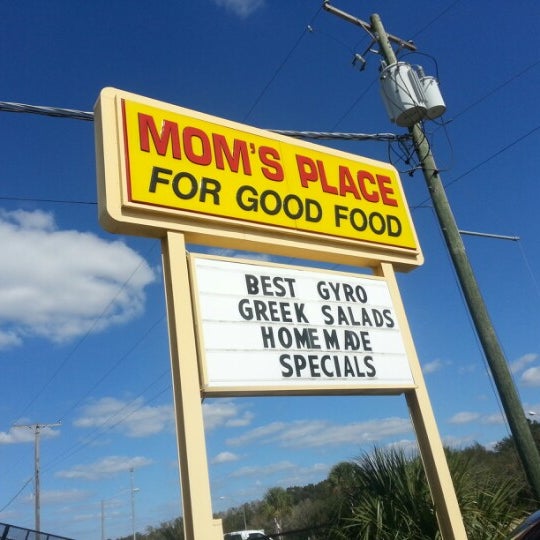 MOM'S PLACE
FOR GOOD FOOD
BEST GYRO
GREEK SALADS
HOMEMADE
SPECIALS